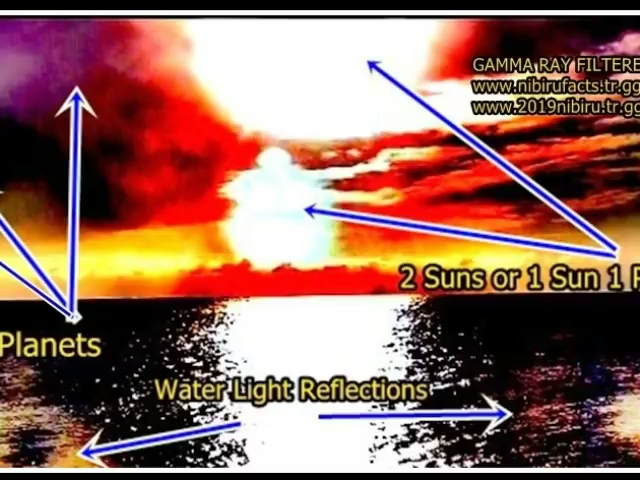 GAMMA RAY FILTERE
www.nibirufacts.tr.gg
www.2019nibiru.tr.gg
2 Suns or 1 Sun 1 P
Planets
Water Light Reflections